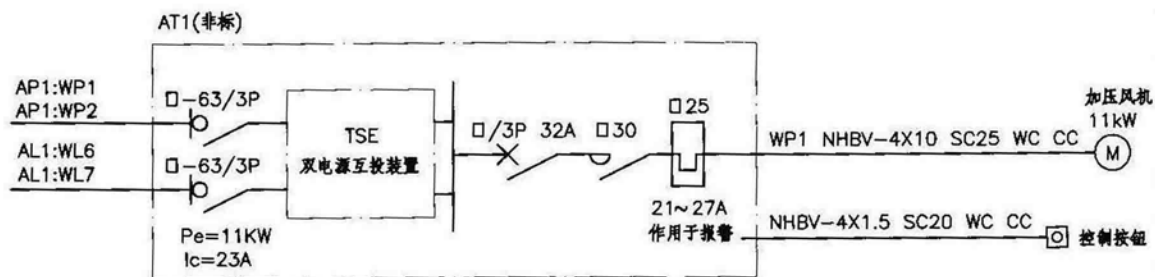 AT1(非标)
AP1:WP1
AP1:WP2
AL1:WL6
AL1:WL7
□-63/3P
□-63/3P
Pe=11KW
Ic=23A
TSE
双电源互投装置
□/3P 32A □30
□25
21~27A
作用于报警
WP1 NHBV-4X10 SC25 WC CC
加压风机
11kW
M
NHBV-4X1.5 SC20 WC CC
控制按钮